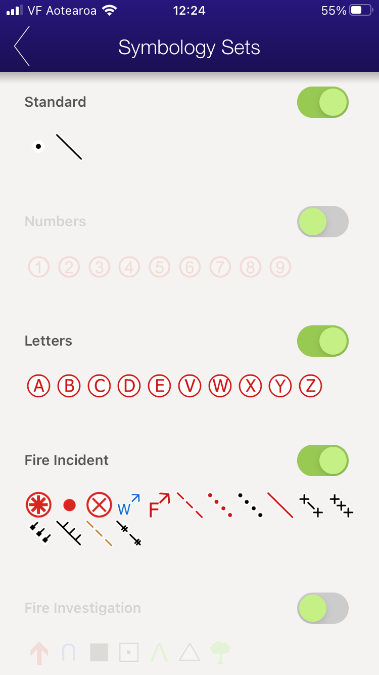 VF Aotearoa 12:24 55%
Symbology Sets
Standard
Numbers
1 2 3 4 5 6 7 8 9
Letters
A B C D E V W X Y Z
Fire Incident
W F
Fire Investigation